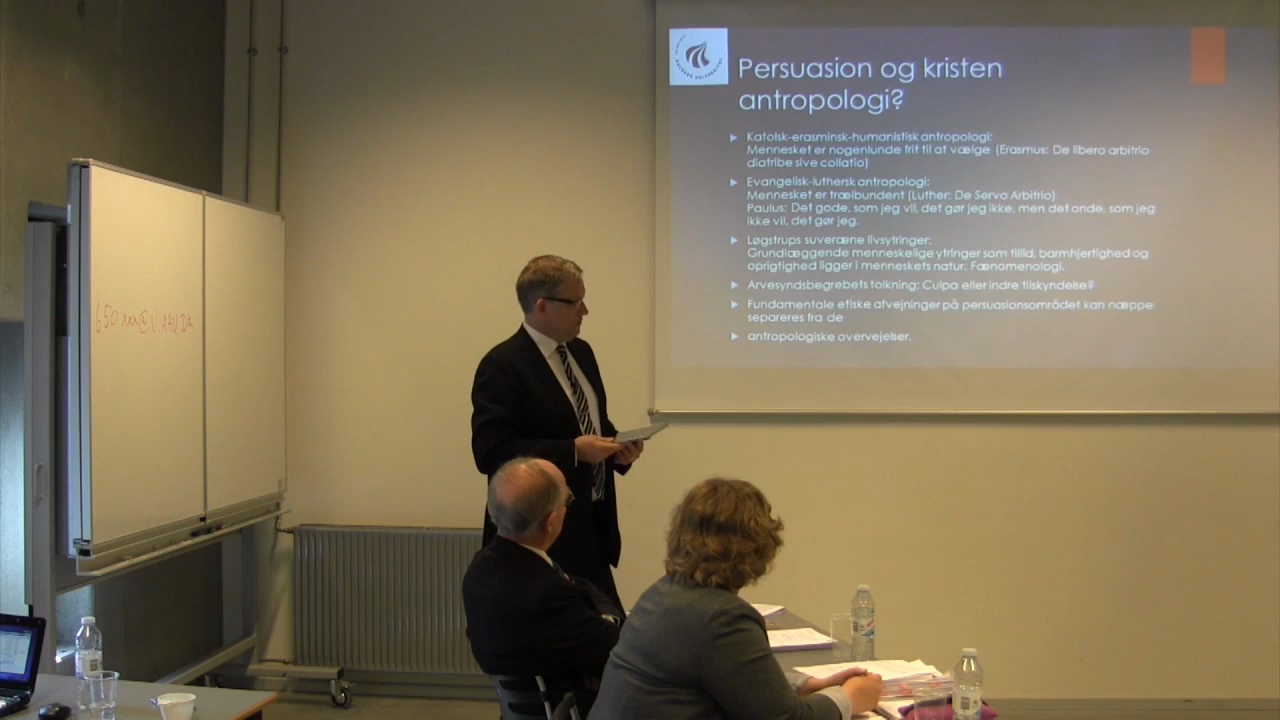 Persuasion og kristen
antropologi?
Katolsk-erasminsk-humanistisk antropologi:
Mennesket er nogenlunde frit til at vælge (Erasmus: De libero arbitrio
diatribe sive collatio)
Evangelisk-luthersk antropologi:
Mennesket er trælbundent (Luther: De Servo Arbitrio)
Paulus: Det gode, som jeg vil, det gør jeg ikke, men det onde, som jeg
ikke vil, det gør jeg.
Løgstrups suveræne livsytringer:
Grundlæggende menneskelige ytringer som tillid, barmhjertighed og
oprigtighed ligger i menneskets natur. Fænomenologi.
Arvesyndsbegrebets tolkning: Culpa eller indre tilskyndelse?
Fundamentale etiske afvejninger på persuasionsområdet kan næppe
separeres fra de
antropologiske overvejelser.